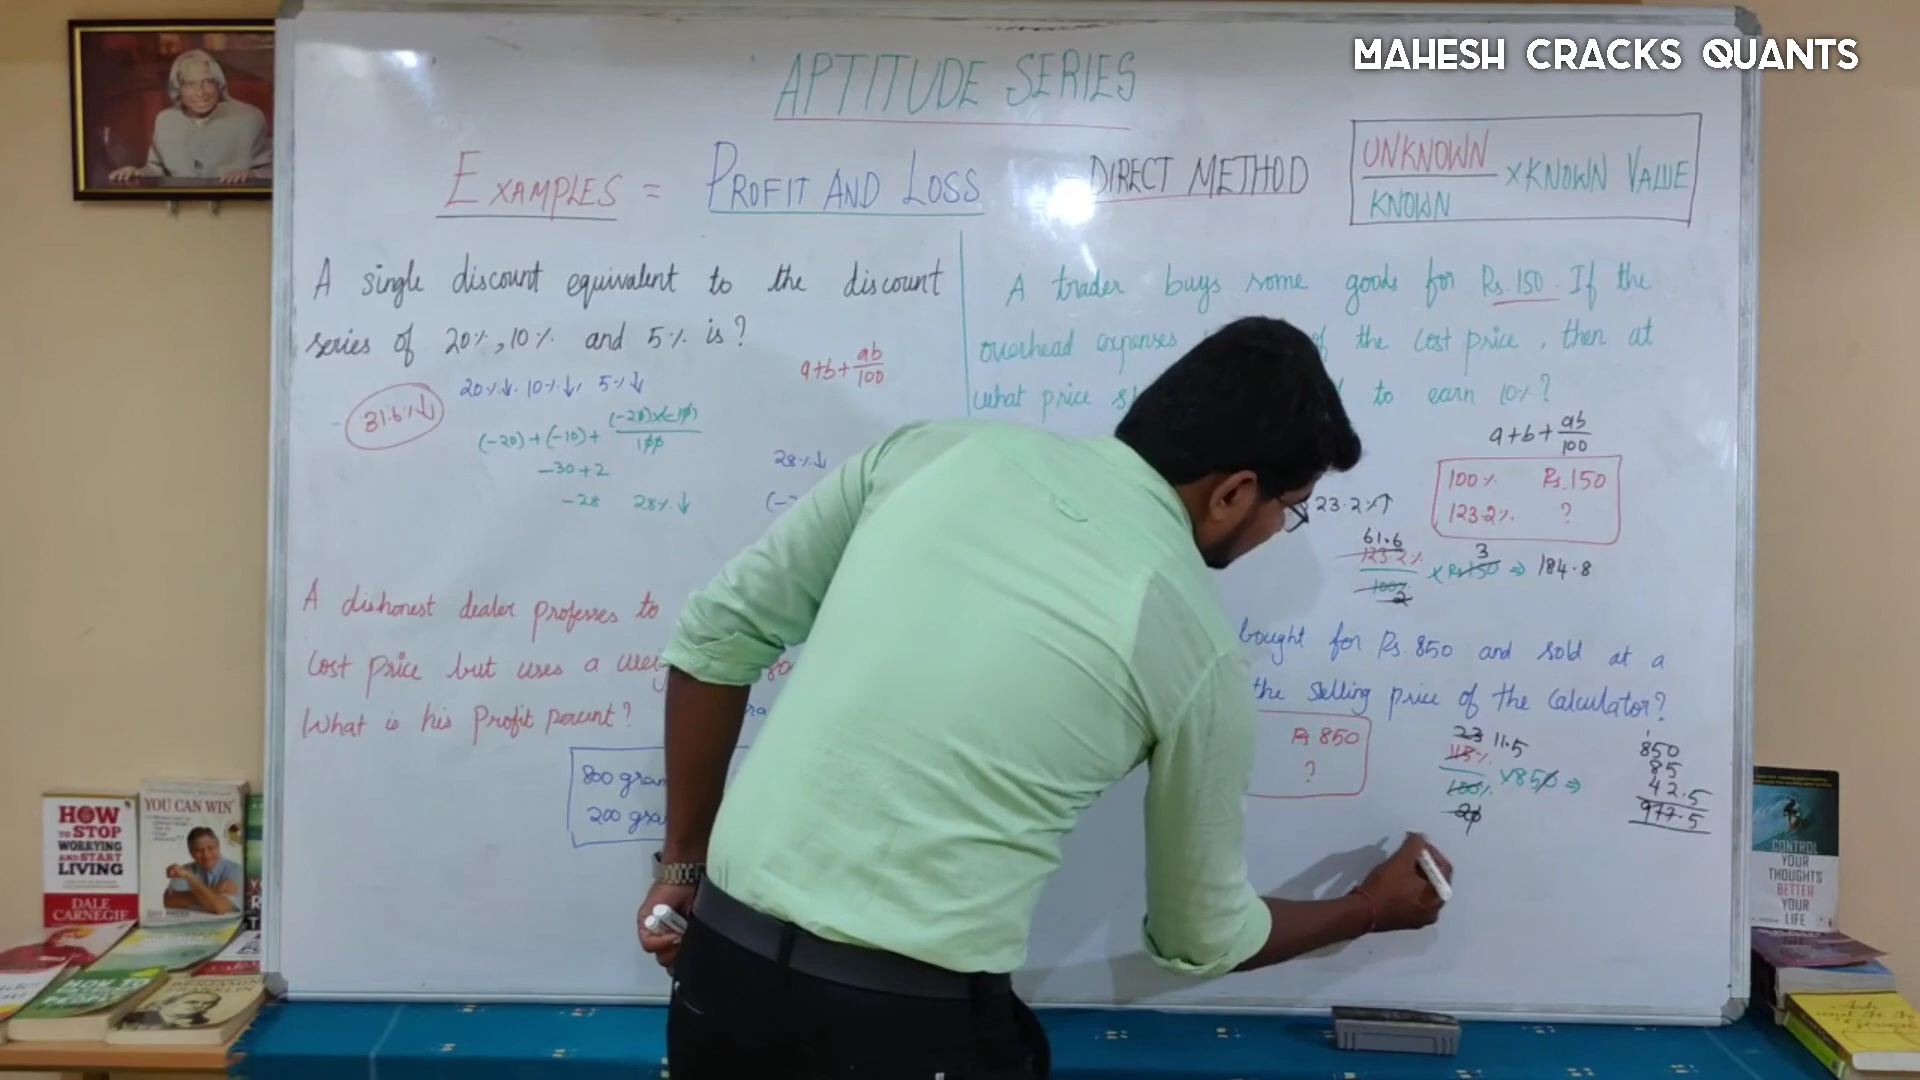 MAHESH CRACKS QUANTS
APTITUDE SERIES
EXAMPLES = PROFIT AND LOSS
DIRECT METHOD
UNKNOWN
KNOWN
× KNOWN VALUE
A single discount equivalent to the discount
series of 20%, 10% and 5% is?
a+b+ab/100
20%↓, 10%↓, 5%↓
31.6%↓
(-20)+(-10)+(-20)×(-10)/100
-30+2
-28 28%↓
28%↓
A dishonest dealer professes to
Cost price but uses a
What is his Profit percent?
800
200
A trader buys some goods for Rs.150. If the
overhead expenses of the cost price, then at
what price to earn 10%?
a+b+ab/100
100% Rs.150
123.2% ?
23.2%↑
61.6
123.2%
100%
2
× Rs150 ⇒ 184.8
3
bought for Rs.850 and sold at a
the selling price of the calculator?
Rs 850
?
23 11.5
115%
100%
20
×850 ⇒
1
850
85
42.5
977.5
HOW
TO STOP
WORRYING
AND START
LIVING
DALE
CARNEGIE
YOU CAN WIN
HOW TO
BENJAMIN
FRANKLIN
CONTROL
YOUR
THOUGHTS
BETTER
YOUR
LIFE